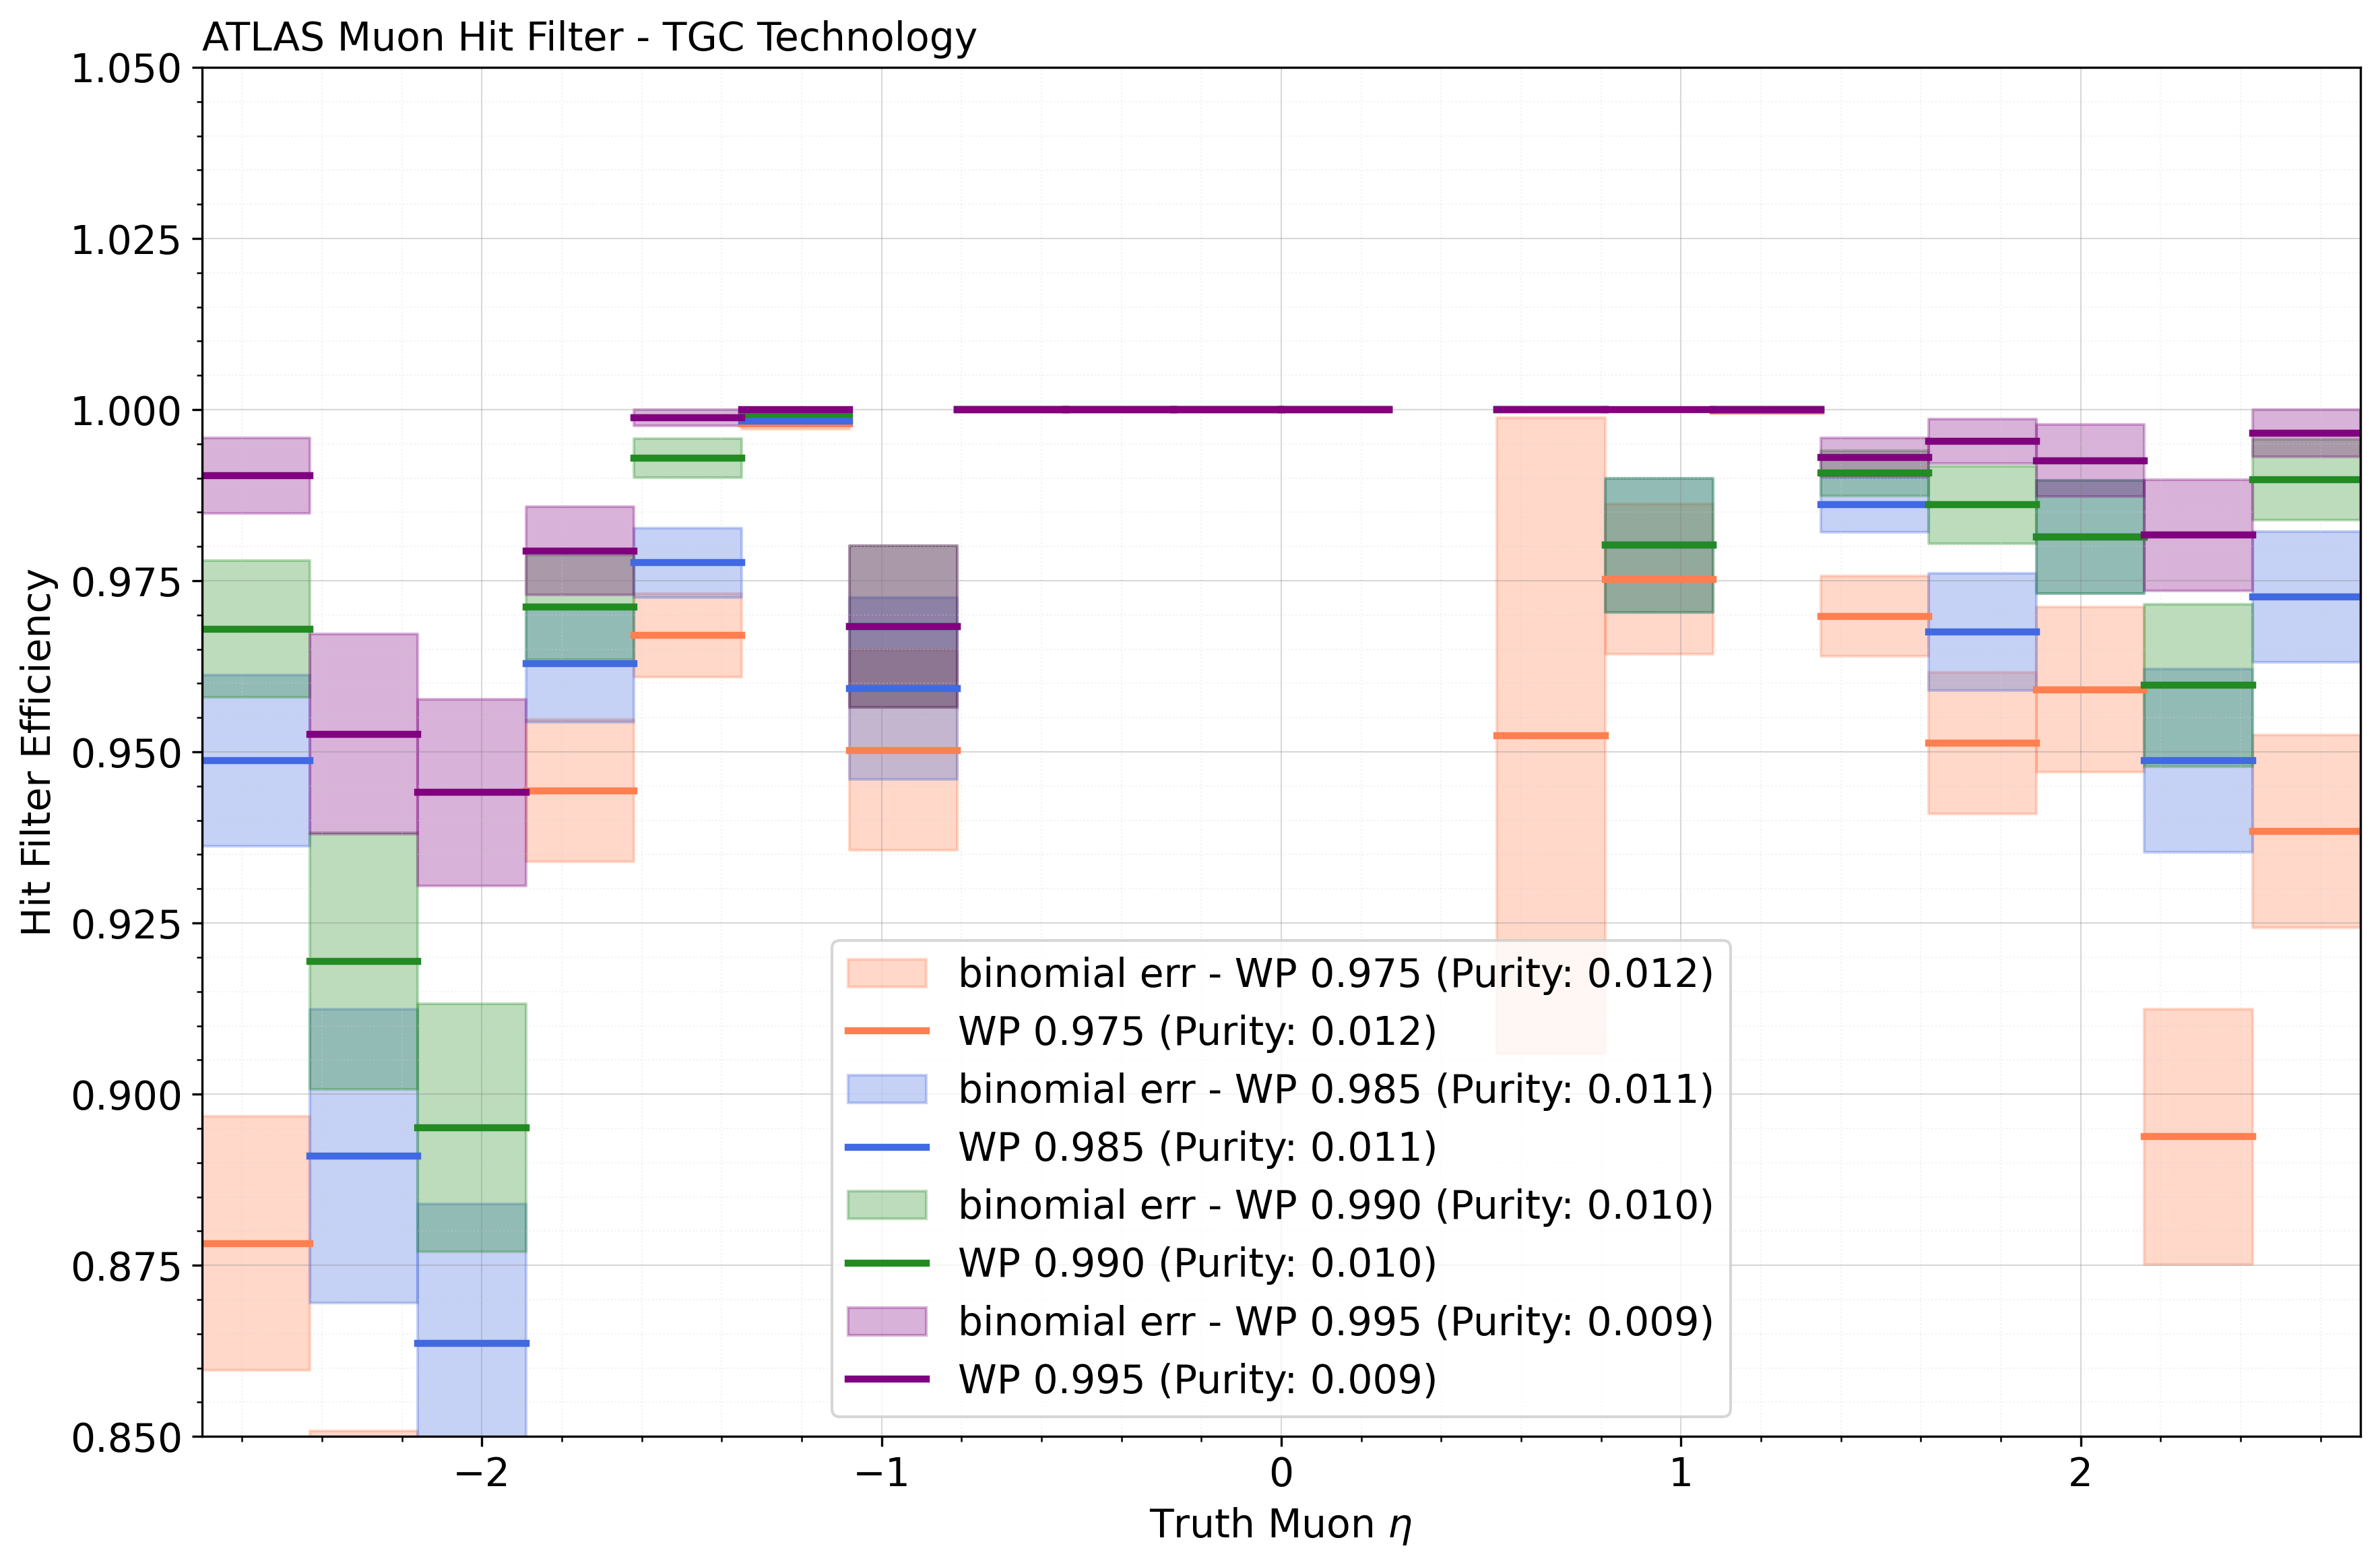 ATLAS Muon Hit Filter - TGC Technology
1.050
1.025
1.000
0.975
0.950
0.925
0.900
0.875
0.850
Hit Filter Efficiency
binomial err - WP 0.975 (Purity: 0.012)
WP 0.975 (Purity: 0.012)
binomial err - WP 0.985 (Purity: 0.011)
WP 0.985 (Purity: 0.011)
binomial err - WP 0.990 (Purity: 0.010)
WP 0.990 (Purity: 0.010)
binomial err - WP 0.995 (Purity: 0.009)
WP 0.995 (Purity: 0.009)
−2 −1 0 1 2
Truth Muon η